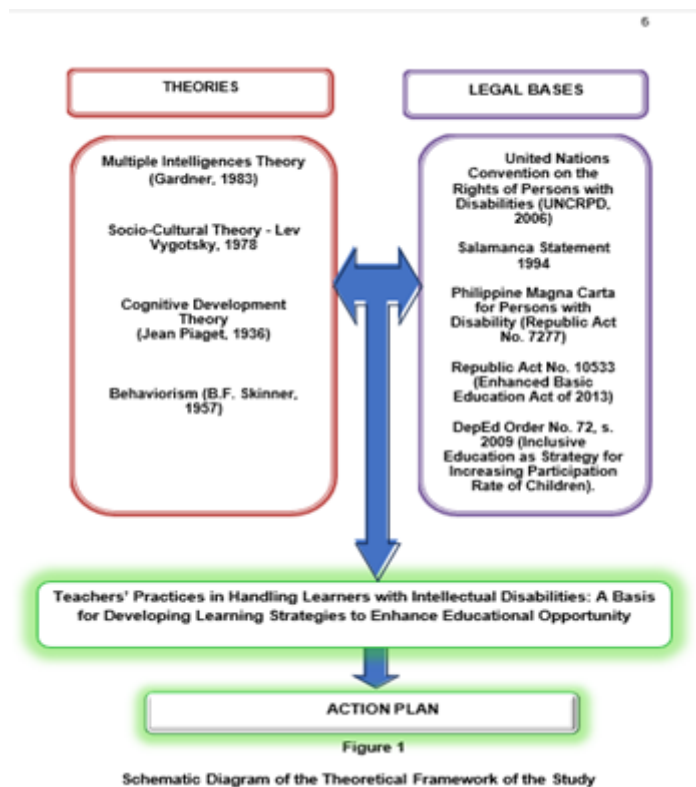 6
THEORIES
Multiple Intelligences Theory
(Gardner, 1983)
Socio-Cultural Theory - Lev
Vygotsky, 1978
Cognitive Development
Theory
(Jean Piaget, 1936)
Behaviorism (B.F. Skinner,
1957)
LEGAL BASES
United Nations
Convention on the
Rights of Persons with
Disabilities (UNCRPD,
2006)
Salamanca Statement
1994
Philippine Magna Carta
for Persons with
Disability (Republic Act
No. 7277)
Republic Act No. 10533
(Enhanced Basic
Education Act of 2013)
DepEd Order No. 72, s.
2009 (Inclusive
Education as Strategy for
Increasing Participation
Rate of Children).
Teachers' Practices in Handling Learners with Intellectual Disabilities: A Basis
for Developing Learning Strategies to Enhance Educational Opportunity
ACTION PLAN
Figure 1
Schematic Diagram of the Theoretical Framework of the Study